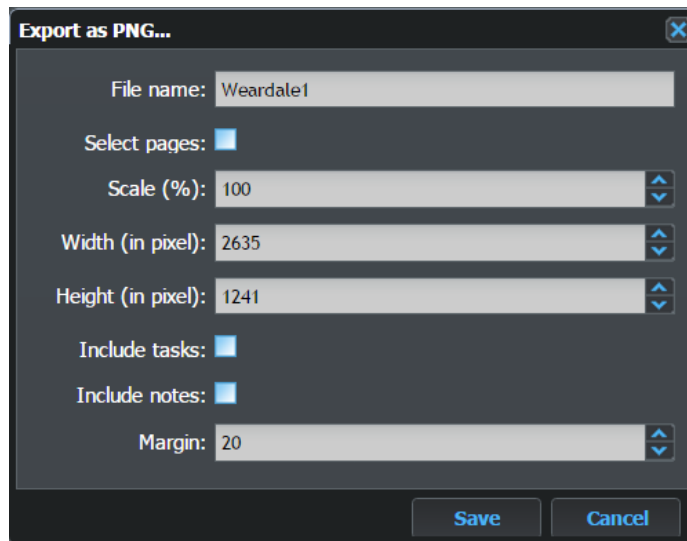 Export as PNG...
File name: Weardale1
Select pages:
Scale (%): 100
Width (in pixel): 2635
Height (in pixel): 1241
Include tasks:
Include notes:
Margin: 20
Save Cancel